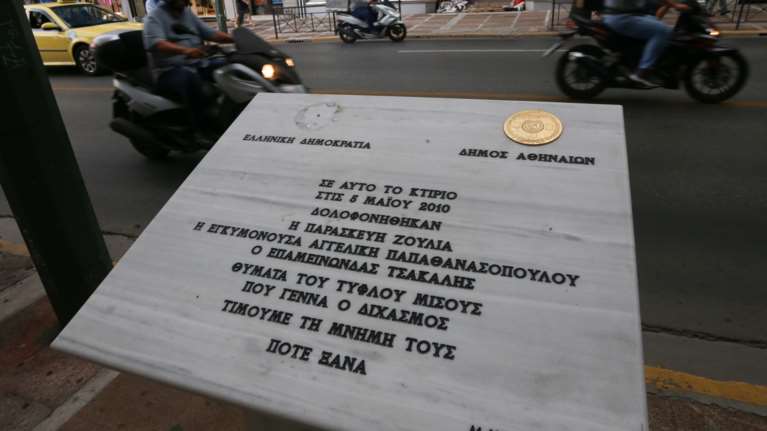 ΕΛΛΗΝΙΚΗ ΔΗΜΟΚΡΑΤΙΑ
ΔΗΜΟΣ ΑΘΗΝΑΙΩΝ
ΣΕ ΑΥΤΟ ΤΟ ΚΤΙΡΙΟ
ΣΤΙΣ 5 ΜΑΪΟΥ 2010
ΔΟΛΟΦΟΝΗΘΗΚΑΝ
Η ΠΑΡΑΣΚΕΥΗ ΖΟΥΛΙΑ
Η ΕΓΚΥΜΟΝΟΥΣΑ ΑΓΓΕΛΙΚΗ ΠΑΠΑΘΑΝΑΣΟΠΟΥΛΟΥ
Ο ΕΠΑΜΕΙΝΩΝΔΑΣ ΤΣΑΚΑΛΗΣ
ΘΥΜΑΤΑ ΤΟΥ ΤΥΦΛΟΥ ΜΙΣΟΥΣ
ΠΟΥ ΓΕΝΝΑ Ο ΔΙΧΑΣΜΟΣ
ΤΙΜΟΥΜΕ ΤΗ ΜΝΗΜΗ ΤΟΥΣ
ΠΟΤΕ ΞΑΝΑ